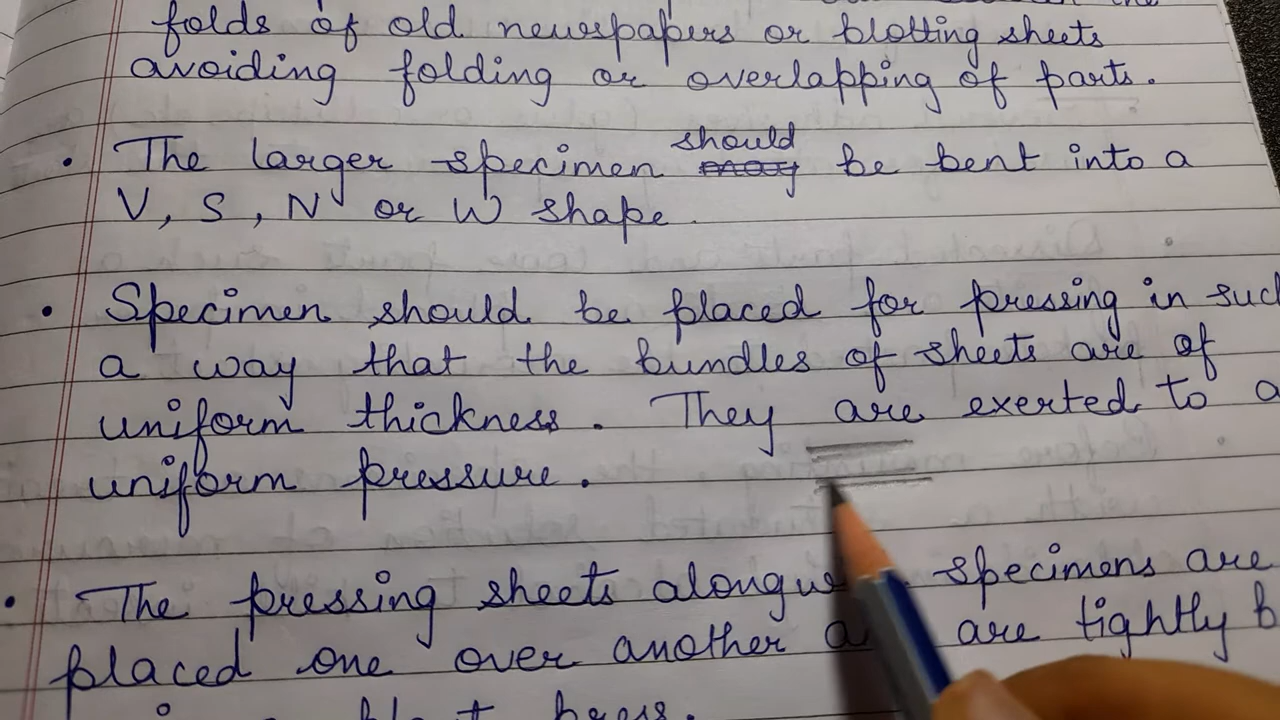 folds of old newspapers or blotting sheets
avoiding folding or overlapping of parts.
• The larger specimen should be bent into a
V, S, N or W shape.
• Specimen should be placed for pressing in such
a way that the bundles of sheets are of
uniform thickness. They are exerted to a
uniform pressure.
• The pressing sheets specimens are
placed one over another are tightly
press.